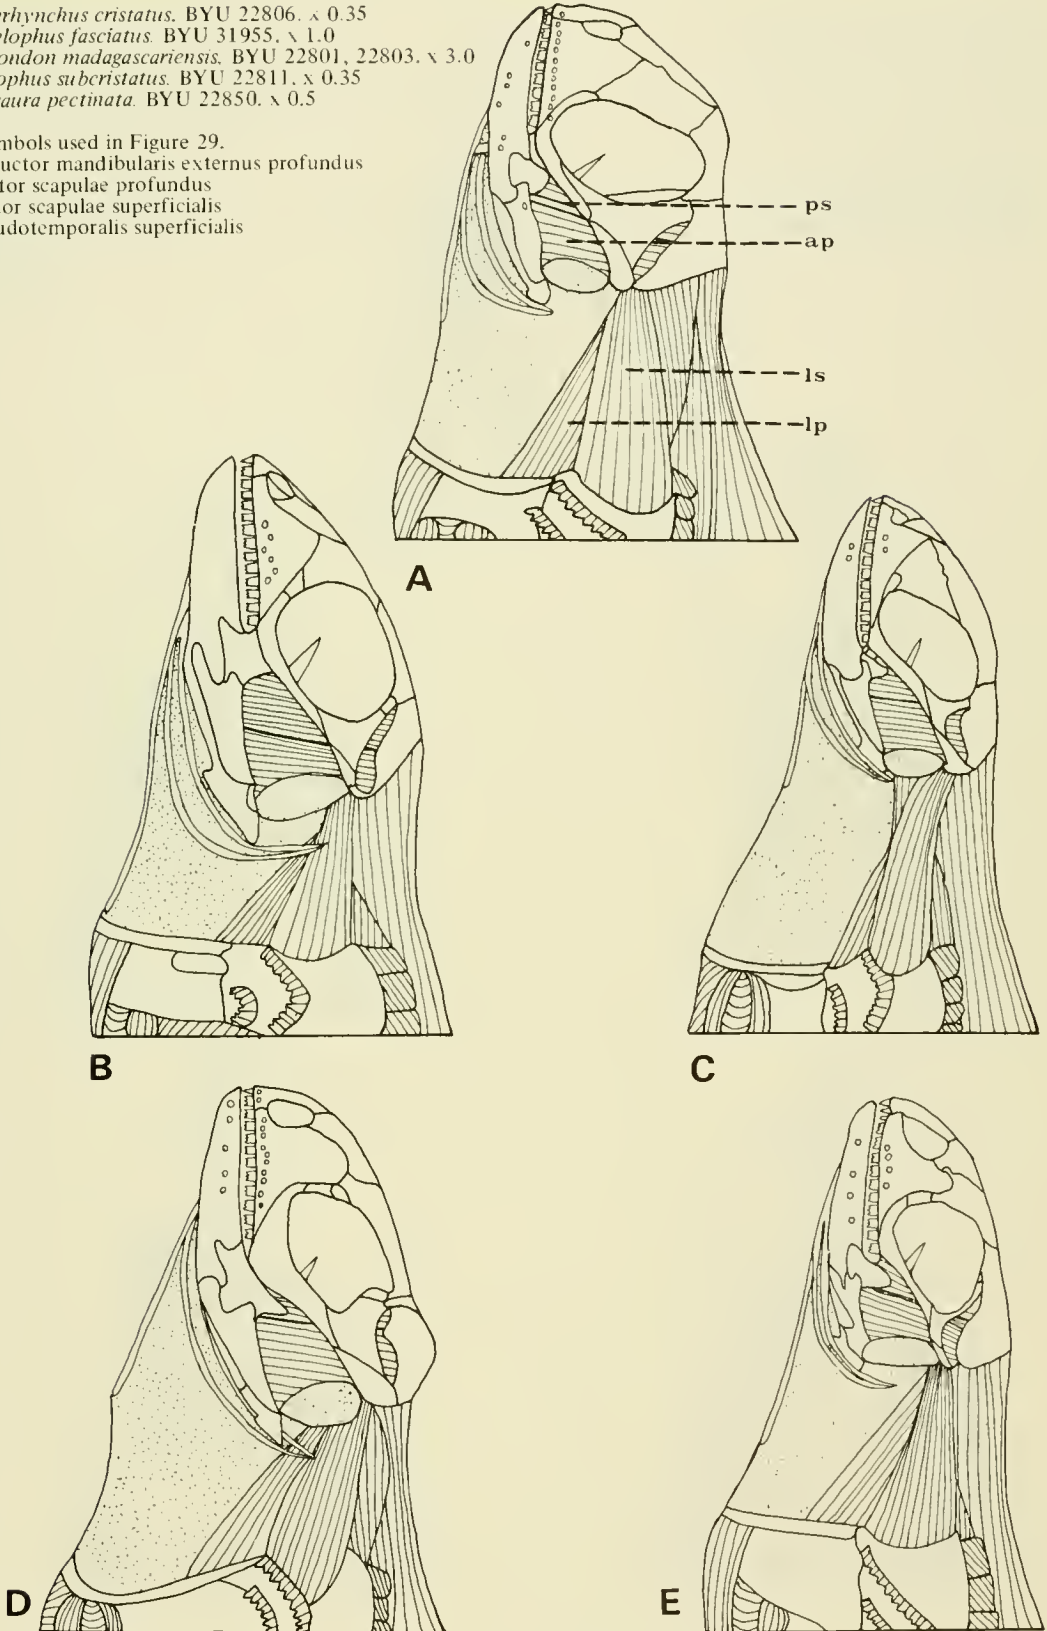 rhynchus cristatus. BYU 22806. x 0.35
elophus fasciatus. BYU 31955. x 1.0
ondon madagascariensis. BYU 22801, 22803. x 3.0
ophus subcristatus. BYU 22811. x 0.35
aura pectinata. BYU 22850. x 0.5
mbols used in Figure 29.
uctor mandibularis externus profundus
tor scapulae profundus
or scapulae superficialis
udotemporalis superficialis
ps
ap
ls
lp
A
B
C
D
E